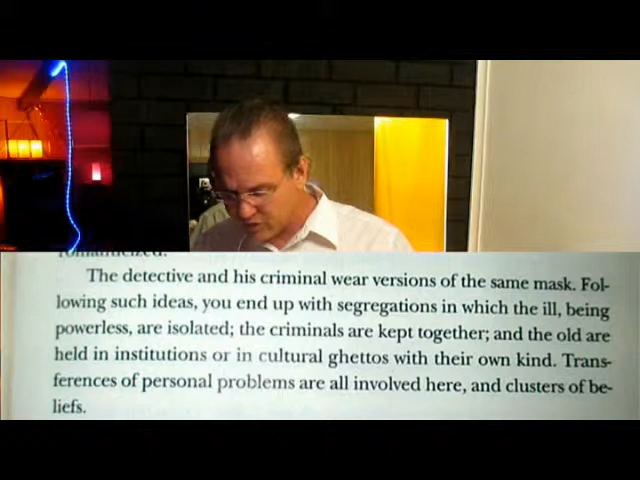 romanticized.
The detective and his criminal wear versions of the same mask. Fol-
lowing such ideas, you end up with segregations in which the ill, being
powerless, are isolated; the criminals are kept together; and the old are
held in institutions or in cultural ghettos with their own kind. Trans-
ferences of personal problems are all involved here, and clusters of be-
liefs.